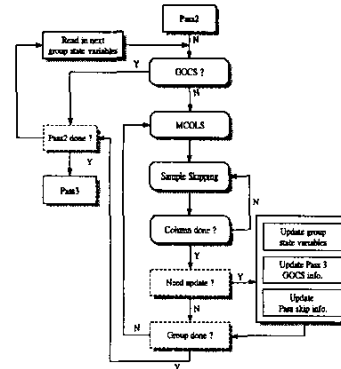 Pass2
Read in next
group state variables
N
Y
GOCS ?
N
MCOLS
Pass2 done ?
Y
Pass3
Sample Skipping
N
Column done ?
Y
Need update ?
Y
N
Update group
state variables
Update Pass 3
GOCS info.
Update
Pass skip info.
N
Group done ?
Y